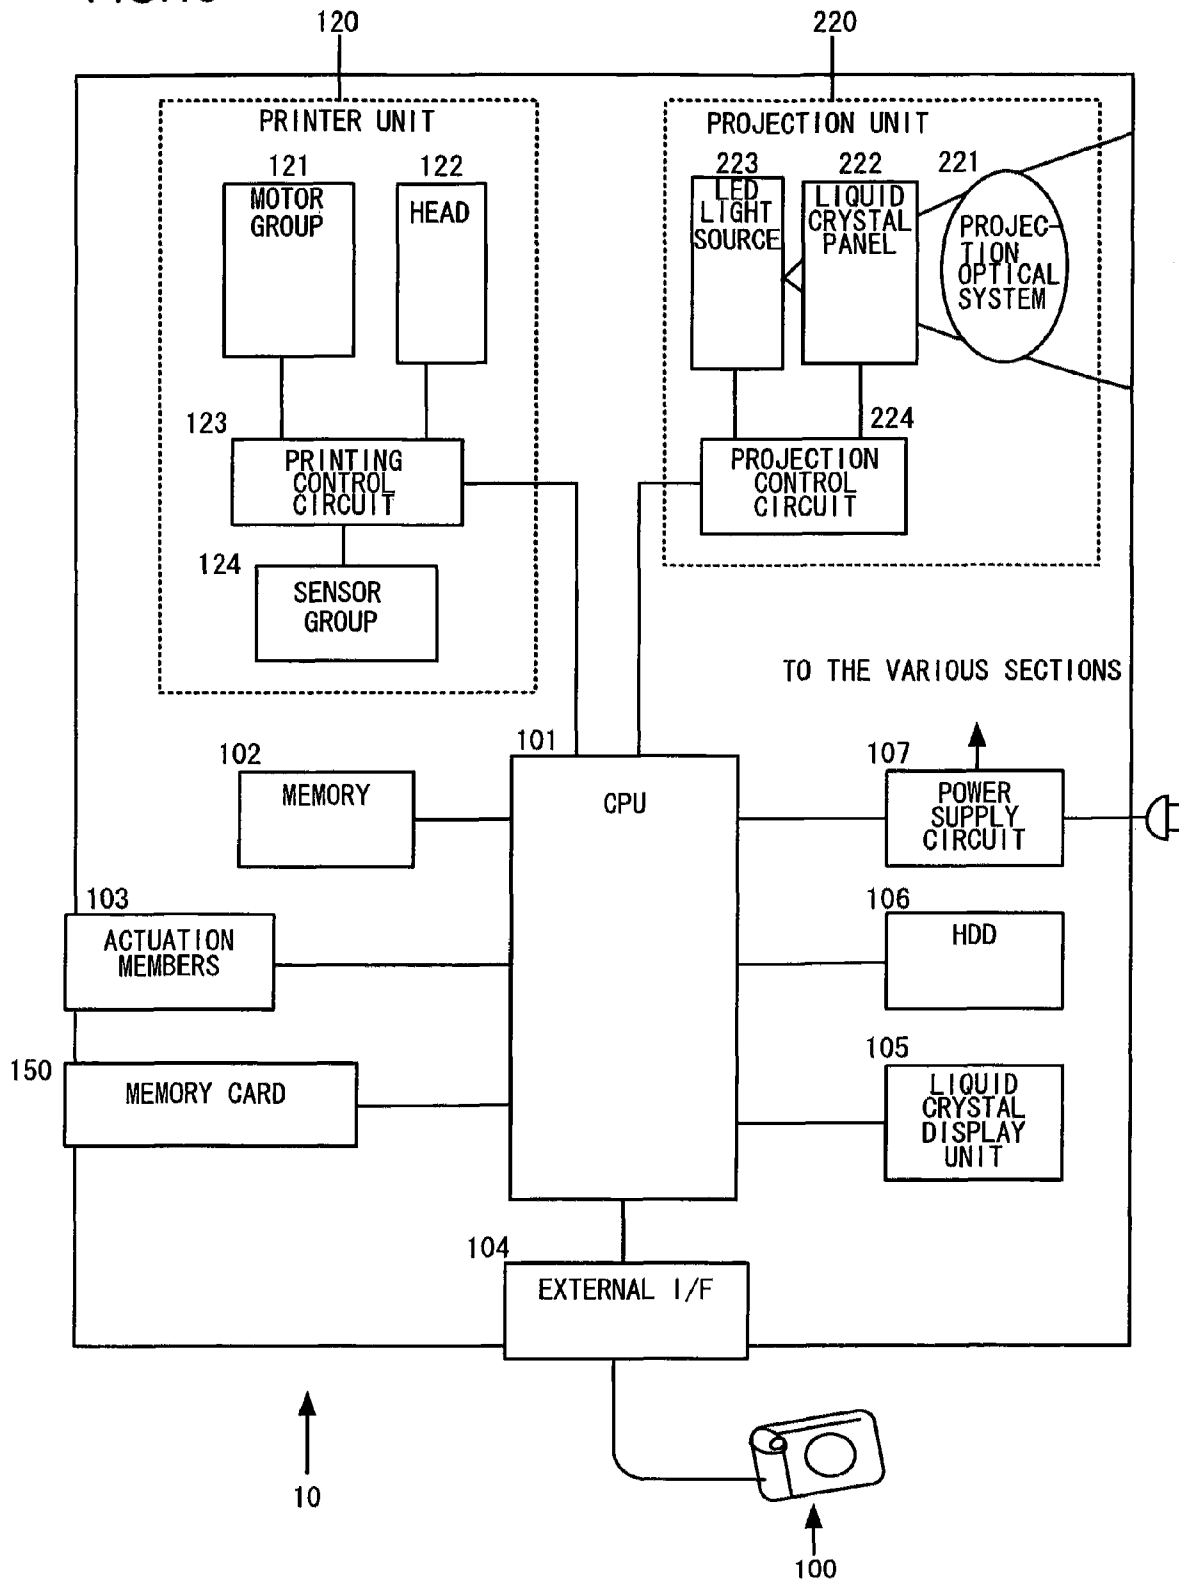 120
220
PRINTER UNIT
PROJECTION UNIT
121
122
223
222
221
MOTOR
GROUP
HEAD
LED
LIGHT
SOURCE
LIQUID
CRYSTAL
PANEL
PROJEC-
TION
OPTICAL
SYSTEM
123
224
PRINTING
CONTROL
CIRCUIT
PROJECTION
CONTROL
CIRCUIT
124
SENSOR
GROUP
TO THE VARIOUS SECTIONS
102
101
107
MEMORY
CPU
POWER
SUPPLY
CIRCUIT
103
106
ACTUATION
MEMBERS
HDD
150
105
MEMORY CARD
LIQUID
CRYSTAL
DISPLAY
UNIT
104
EXTERNAL I/F
10
100